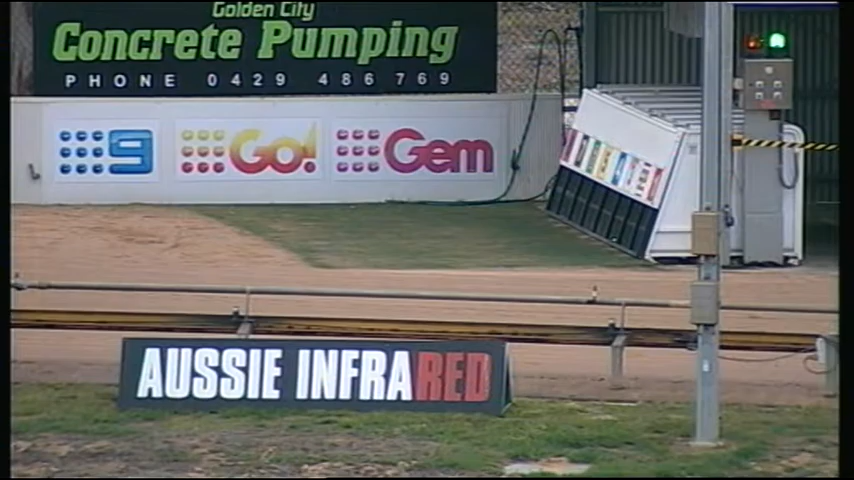 Golden City
Concrete Pumping
PHONE 0429 486 769
9 Go! Gem
AUSSIE INFRARED